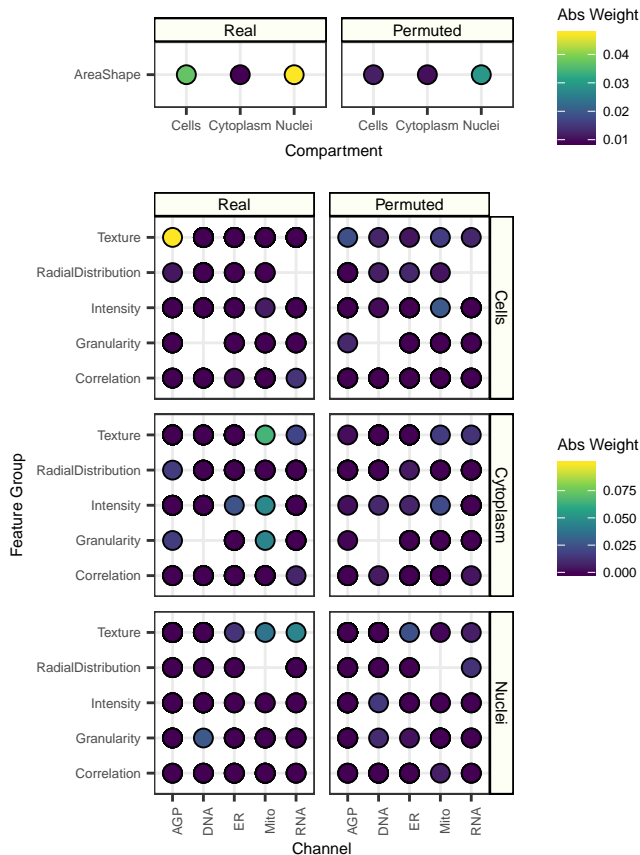 Real
Permuted
Abs Weight
0.04
0.03
0.02
0.01
AreaShape
Cells
Cytoplasm
Nuclei
Cells
Cytoplasm
Nuclei
Compartment
Real
Permuted
Texture
RadialDistribution
Intensity
Granularity
Correlation
Cells
Texture
RadialDistribution
Intensity
Granularity
Correlation
Cytoplasm
Texture
RadialDistribution
Intensity
Granularity
Correlation
Nuclei
Feature Group
Abs Weight
0.075
0.050
0.025
0.000
AGP
DNA
ER
Mito
RNA
AGP
DNA
ER
Mito
RNA
Channel